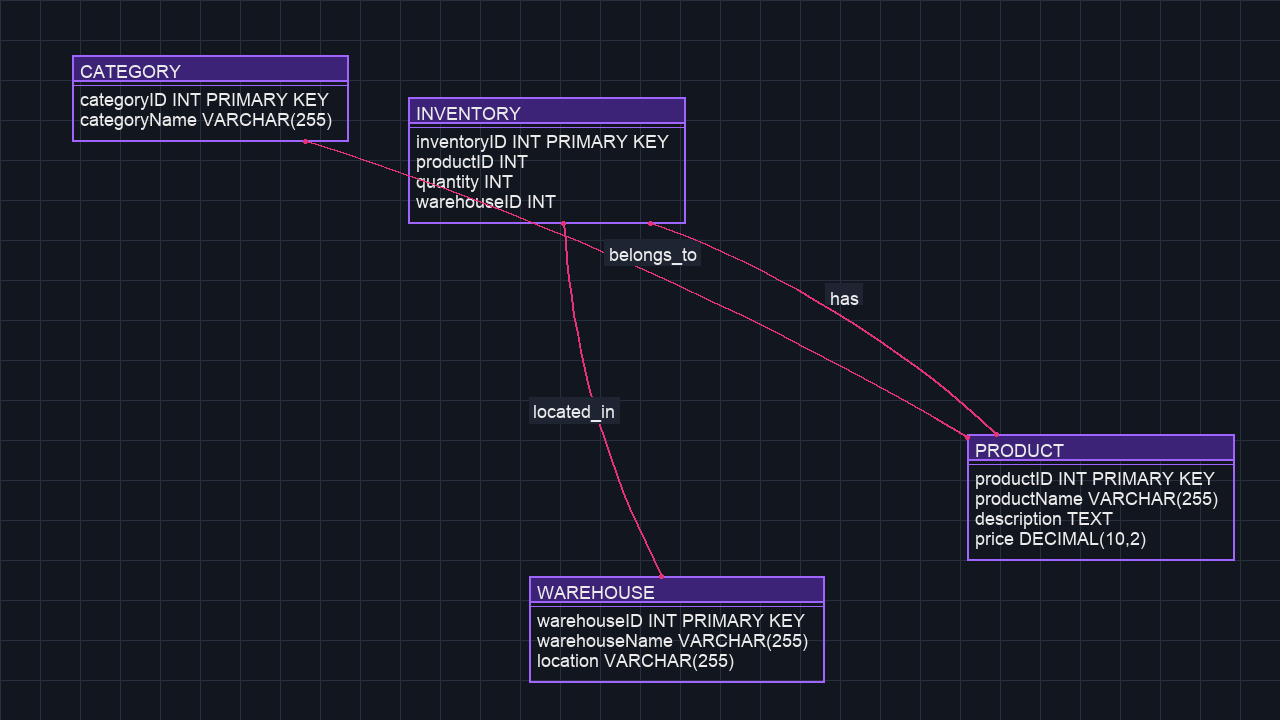 CATEGORY
categoryID INT PRIMARY KEY
categoryName VARCHAR(255)
INVENTORY
inventoryID INT PRIMARY KEY
productID INT
quantity INT
warehouseID INT
belongs_to
has
located_in
PRODUCT
productID INT PRIMARY KEY
productName VARCHAR(255)
description TEXT
price DECIMAL(10,2)
WAREHOUSE
warehouseID INT PRIMARY KEY
warehouseName VARCHAR(255)
location VARCHAR(255)